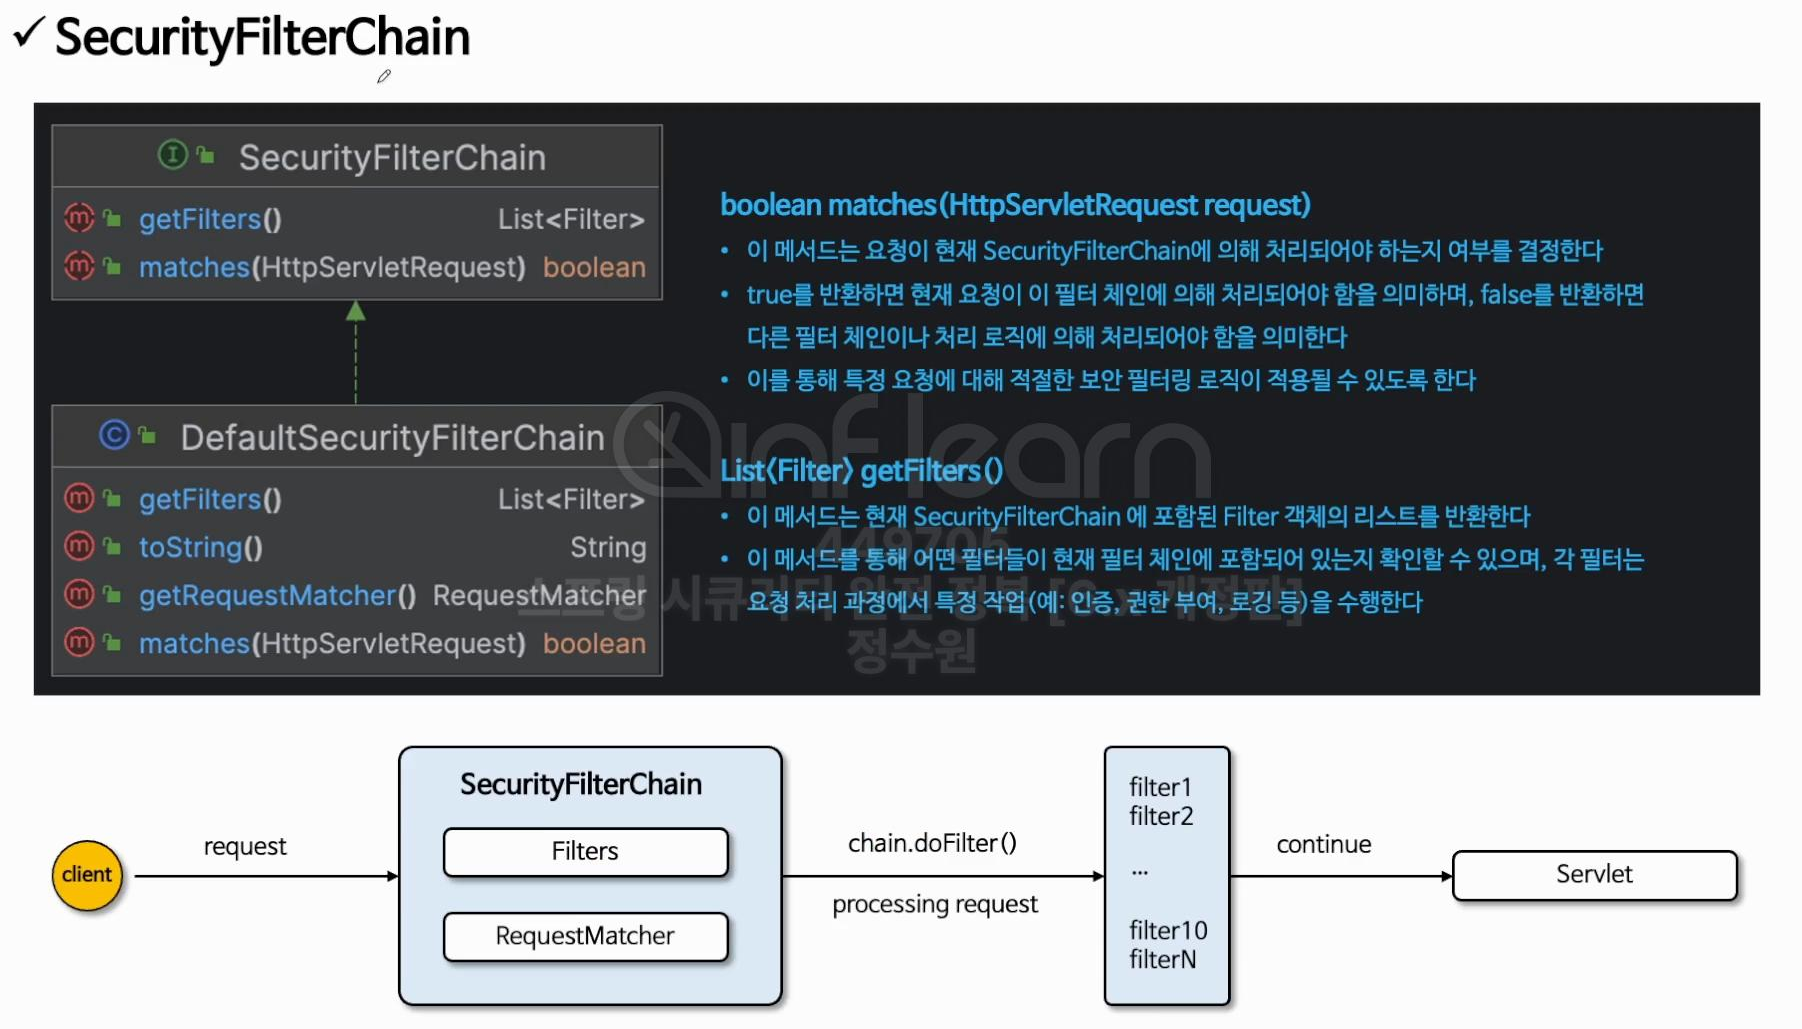 ✓ SecurityFilterChain
SecurityFilterChain
getFilters() List<Filter>
matches(HttpServletRequest) boolean
DefaultSecurityFilterChain
getFilters() List<Filter>
toString() String
getRequestMatcher() RequestMatcher
matches(HttpServletRequest) boolean
boolean matches(HttpServletRequest request)
• 이 메서드는 요청이 현재 SecurityFilterChain에 의해 처리되어야 하는지 여부를 결정한다
• true를 반환하면 현재 요청이 이 필터 체인에 의해 처리되어야 함을 의미하며, false를 반환하면
다른 필터 체인이나 처리 로직에 의해 처리되어야 함을 의미한다
• 이를 통해 특정 요청에 대해 적절한 보안 필터링 로직이 적용될 수 있도록 한다
List<Filter> getFilters()
• 이 메서드는 현재 SecurityFilterChain 에 포함된 Filter 객체의 리스트를 반환한다
• 이 메서드를 통해 어떤 필터들이 현재 필터 체인에 포함되어 있는지 확인할 수 있으며, 각 필터는
요청 처리 과정에서 특정 작업(예: 인증, 권한 부여, 로깅 등)을 수행한다
inflearn
449705
스프링 시큐리티 완전 정복 [6.x 개정판]
정수원
client
request
SecurityFilterChain
Filters
RequestMatcher
chain.doFilter()
processing request
filter1
filter2
...
filter10
filterN
continue
Servlet